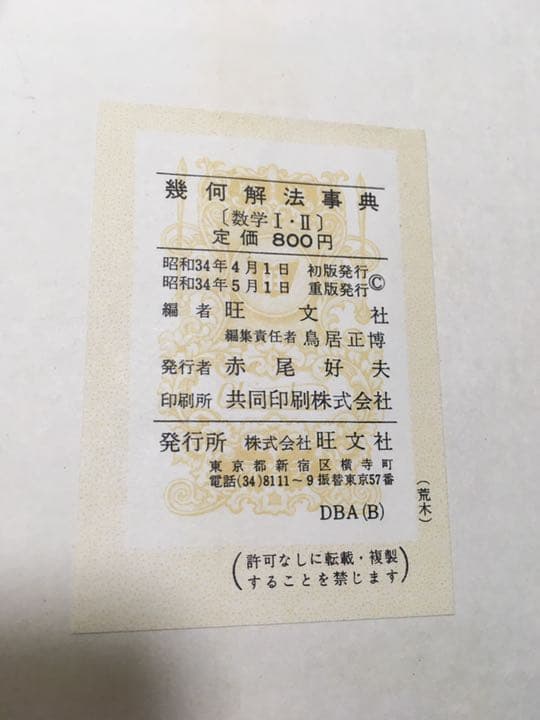 幾何解法事典
〔数学Ⅰ・Ⅱ〕
定価 800円
昭和34年4月1日 初版発行
昭和34年5月1日 重版発行 ©
編者 旺文社
編集責任者 鳥居正博
発行者 赤尾好夫
印刷所 共同印刷株式会社
発行所 株式会社 旺文社
東京都新宿区横寺町
電話(34)8111～9 振替東京57番
DBA(B)
(荒木)
(許可なしに転載・複製
することを禁じます)